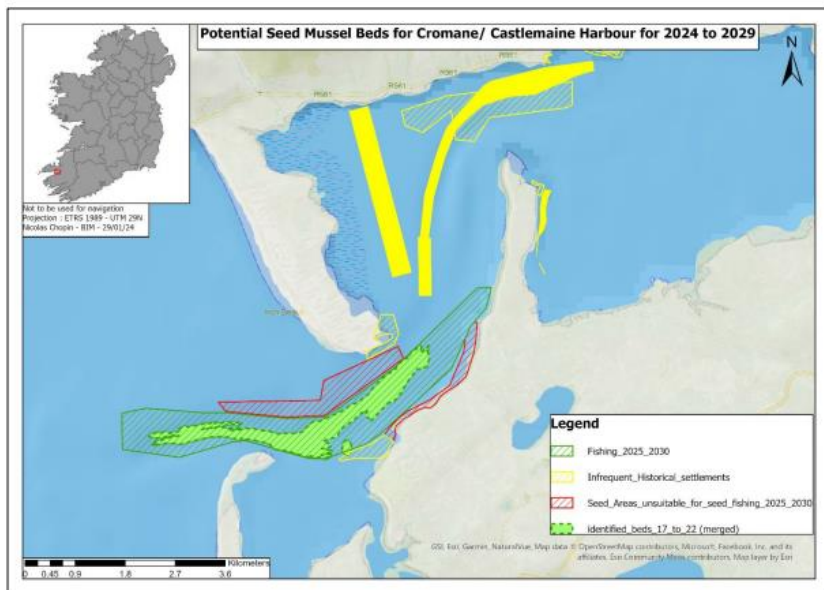 Potential Seed Mussel Beds for Cromane/ Castlemaine Harbour for 2024 to 2029
N
R561
R561
Not to be used for navigation
Projection : ETRS 1989 - UTM 29N
Nicolas Chopin - BIM - 29/01/24
Legend
Fishing_2025_2030
Infrequent_Historical_settlements
Seed_Areas_unsuitable_for_seed_fishing_2025_2030
identified_beds_17_to_22 (merged)
GSI, Esri, Garmin, NaturalVue, Map data © OpenStreetMap contributors, Microsoft, Facebook, Inc. and its
affiliates, Esri Community Maps contributors, Map layer by Esri
Kilometers
0 0.45 0.9 1.8 2.7 3.6